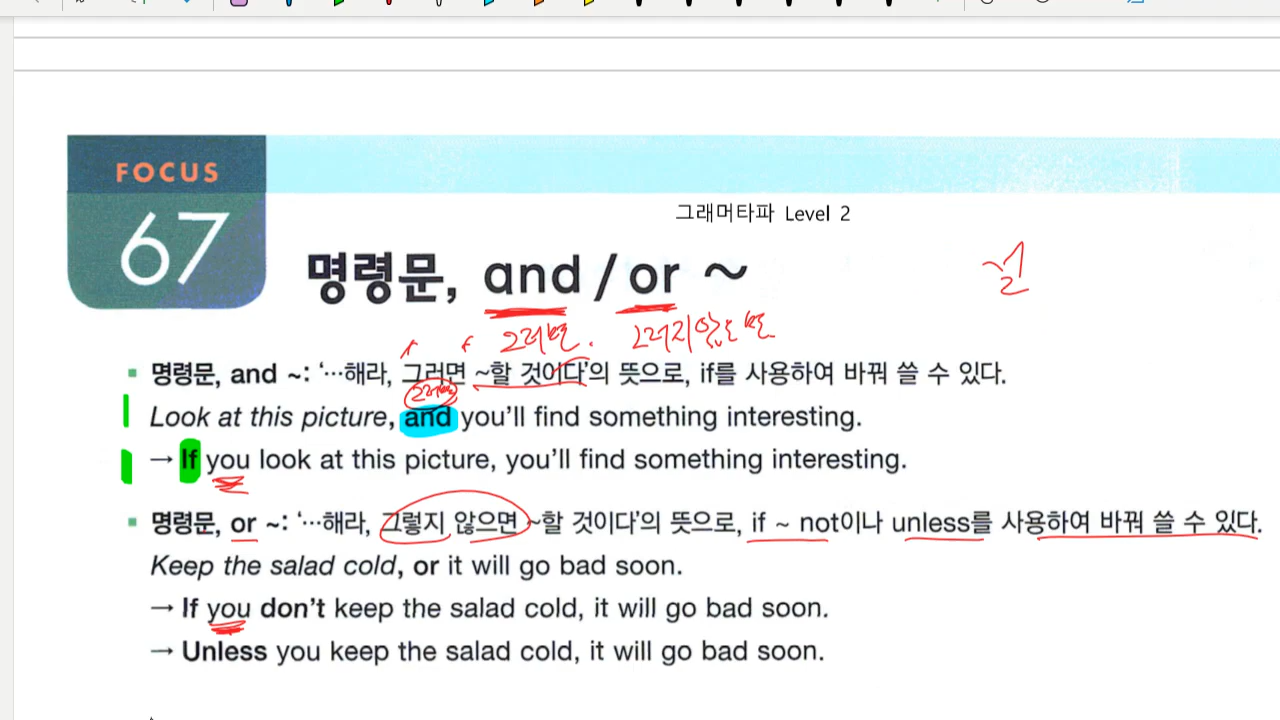 FOCUS
67
그래머타파 Level 2
명령문, and / or ~
그러면. 그러지않으면
▪ 명령문, and ~: ‘…해라, 그러면 ~할 것이다’의 뜻으로, if를 사용하여 바꿔 쓸 수 있다.
그러면
Look at this picture, and you’ll find something interesting.
→ If you look at this picture, you’ll find something interesting.
▪ 명령문, or ~: ‘…해라, 그렇지 않으면 ~할 것이다’의 뜻으로, if ~ not이나 unless를 사용하여 바꿔 쓸 수 있다.
Keep the salad cold, or it will go bad soon.
→ If you don’t keep the salad cold, it will go bad soon.
→ Unless you keep the salad cold, it will go bad soon.